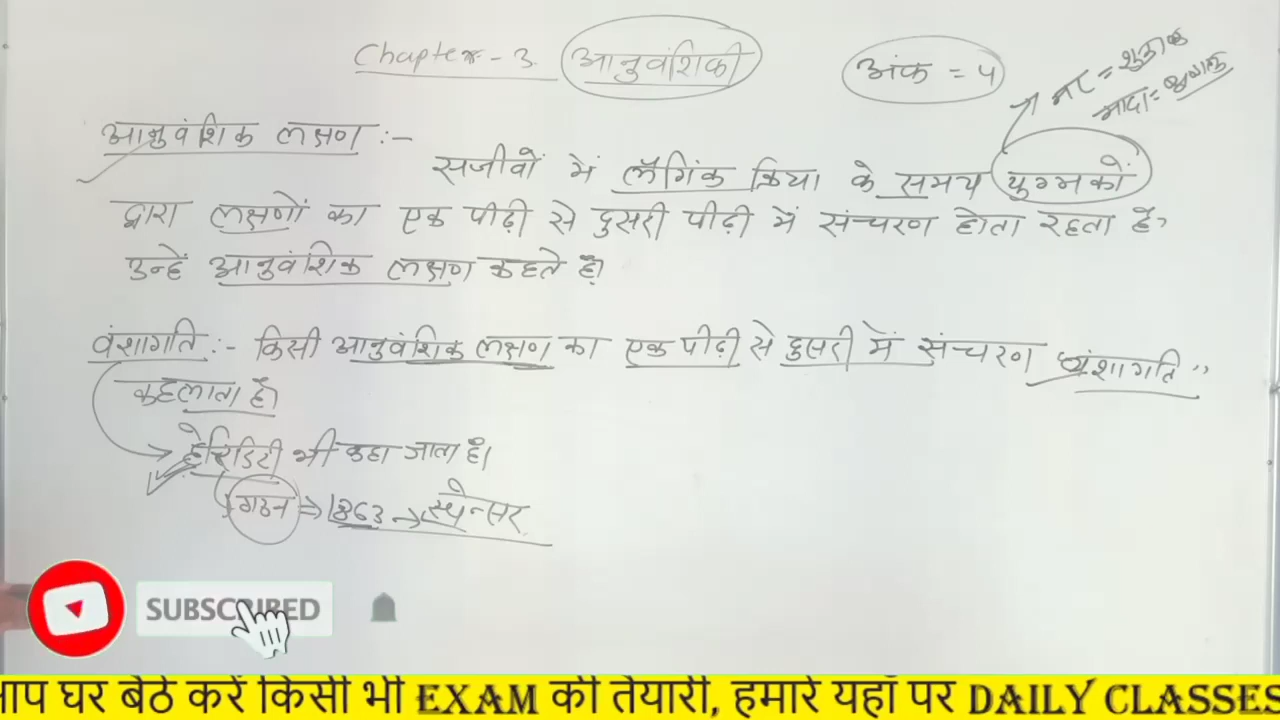 Chapter - 3. आनुवंशिकी
अंक = 5
नर = शुक्राणु
मादा = अण्डाणु
आनुवंशिक लक्षण :-
सजीवों में लैंगिक क्रिया के समय युग्मकों
द्वारा लक्षणों का एक पीढ़ी से दुसरी पीढ़ी में संन्चरण होता रहता है,
उन्हें आनुवंशिक लक्षण कहते है।
वंशागति :- किसी आनुवंशिक लक्षण का एक पीढ़ी से दुसरी में संन्चरण "वंशागति"
कहलाता है।
हेरिडिटी भी कहा जाता है।
गठन ⇒ 1863 → स्पेन्सर
SUBSCRIBED
आप घर बैठे करें किसी भी EXAM की तैयारी, हमारे यहाँ पर DAILY CLASSES